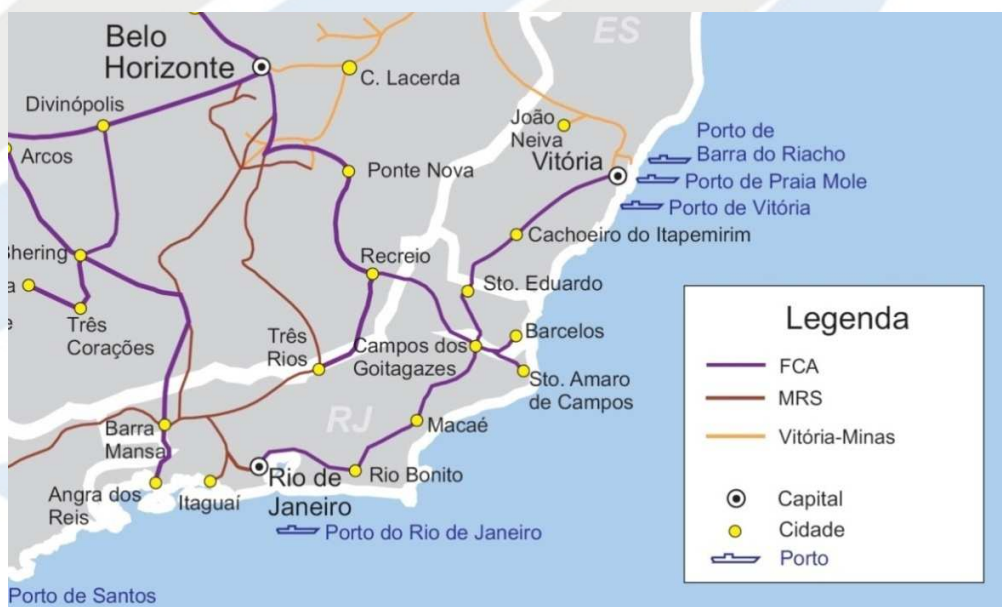 ES
Belo
Horizonte
C. Lacerda
Divinópolis
Arcos
João
Neiva
Vitória
Porto de
Barra do Riacho
Porto de Praia Mole
Porto de Vitória
Ponte Nova
Cachoeiro do Itapemirim
Recreio
Sto. Eduardo
Três
Corações
Três
Rios
Campos dos
Goitagazes
Barcelos
Sto. Amaro
de Campos
Legenda
FCA
MRS
Vitória-Minas
Capital
Cidade
Porto
RJ
Macaé
Barra
Mansa
Rio Bonito
Rio de
Janeiro
Angra dos
Reis
Itaguaí
Porto do Rio de Janeiro
Porto de Santos